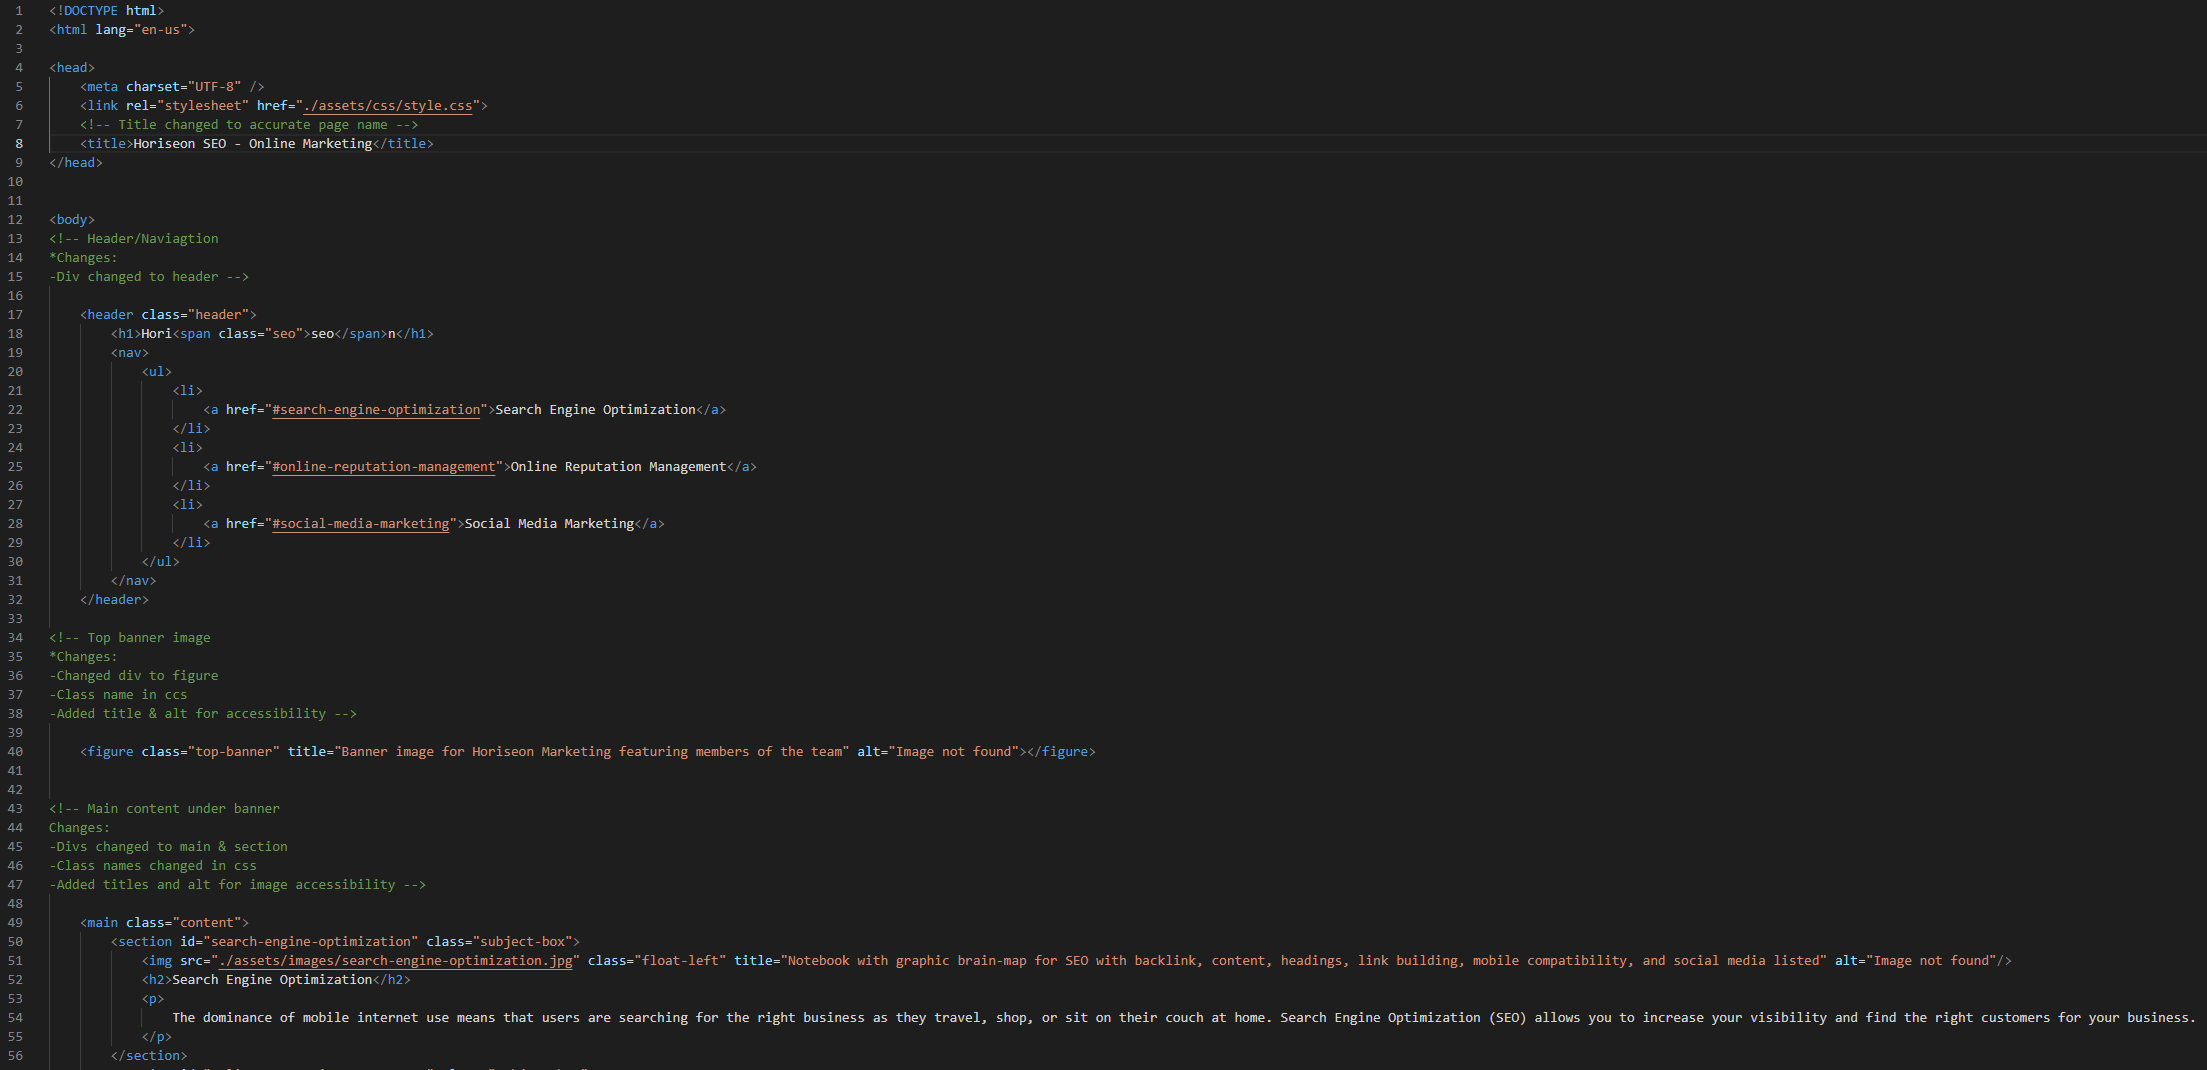 1 <!DOCTYPE html>
2 <html lang="en-us">
3
4 <head>
5 <meta charset="UTF-8" />
6 <link rel="stylesheet" href="./assets/css/style.css">
7 <!-- Title changed to accurate page name -->
8 <title>Horiseon SEO - Online Marketing</title>
9 </head>
10
11
12 <body>
13 <!-- Header/Naviagtion
14 *Changes:
15 -Div changed to header -->
16
17 <header class="header">
18 <h1>Hori<span class="seo">seo</span>n</h1>
19 <nav>
20 <ul>
21 <li>
22 <a href="#search-engine-optimization">Search Engine Optimization</a>
23 </li>
24 <li>
25 <a href="#online-reputation-management">Online Reputation Management</a>
26 </li>
27 <li>
28 <a href="#social-media-marketing">Social Media Marketing</a>
29 </li>
30 </ul>
31 </nav>
32 </header>
33
34 <!-- Top banner image
35 *Changes:
36 -Changed div to figure
37 -Class name in ccs
38 -Added title & alt for accessibility -->
39
40 <figure class="top-banner" title="Banner image for Horiseon Marketing featuring members of the team" alt="Image not found"></figure>
41
42
43 <!-- Main content under banner
44 Changes:
45 -Divs changed to main & section
46 -Class names changed in css
47 -Added titles and alt for image accessibility -->
48
49 <main class="content">
50 <section id="search-engine-optimization" class="subject-box">
51 <img src="./assets/images/search-engine-optimization.jpg" class="float-left" title="Notebook with graphic brain-map for SEO with backlink, content, headings, link building, mobile compatibility, and social media listed" alt="Image not found"/>
52 <h2>Search Engine Optimization</h2>
53 <p>
54 The dominance of mobile internet use means that users are searching for the right business as they travel, shop, or sit on their couch at home. Search Engine Optimization (SEO) allows you to increase your visibility and find the right customers for your business.
55 </p>
56 </section>